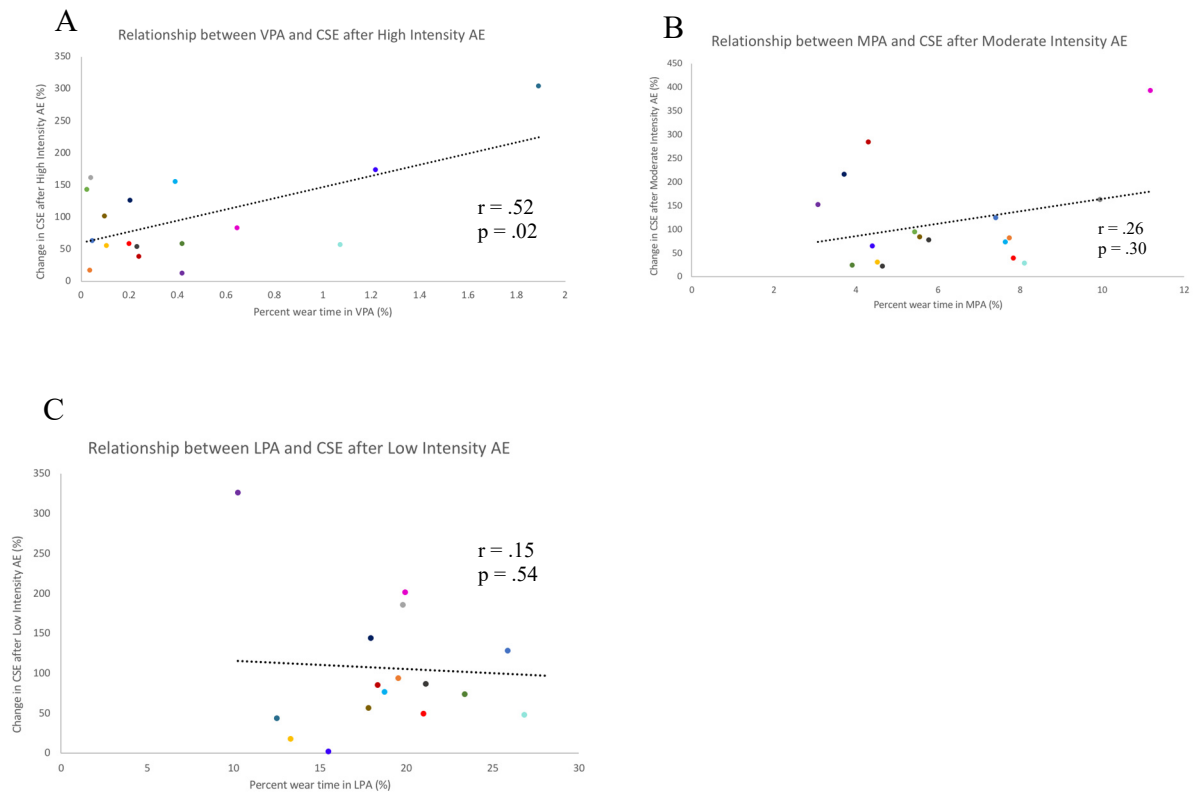 A
Relationship between VPA and CSE after High Intensity AE
Change in CSE after High Intensity AE (%)
350
300
250
200
150
100
50
0
r = .52
p = .02
0 0.2 0.4 0.6 0.8 1 1.2 1.4 1.6 1.8 2
Percent wear time in VPA (%)
B
Relationship between MPA and CSE after Moderate Intensity AE
Change in CSE after Moderate Intensity AE (%)
450
400
350
300
250
200
150
100
50
0
r = .26
p = .30
0 2 4 6 8 10 12
Percent wear time in MPA (%)
C
Relationship between LPA and CSE after Low Intensity AE
Change in CSE after Low Intensity AE (%)
350
300
250
200
150
100
50
0
r = .15
p = .54
0 5 10 15 20 25 30
Percent wear time in LPA (%)